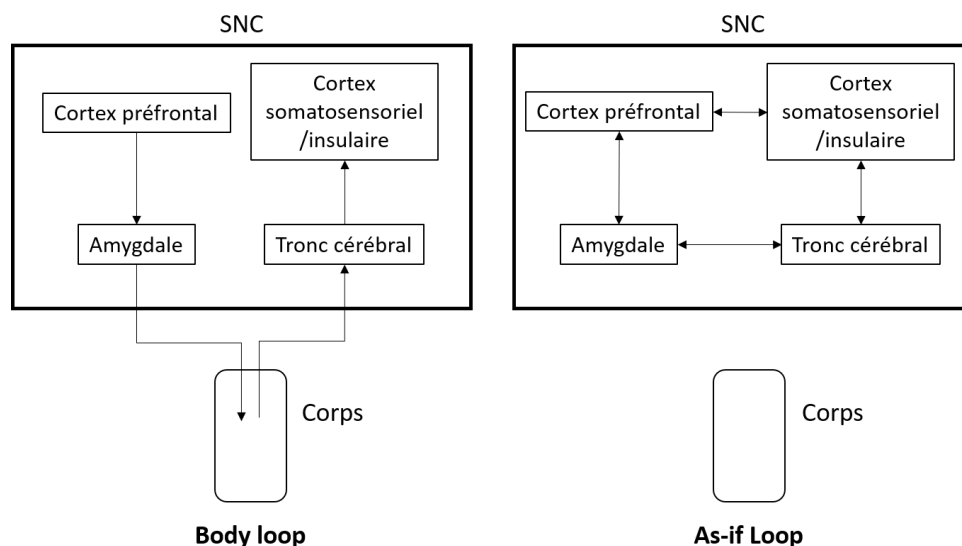 SNC
Cortex préfrontal
Cortex
somatosensoriel
/insulaire
Amygdale
Tronc cérébral
Corps
Body loop
SNC
Cortex préfrontal
Cortex
somatosensoriel
/insulaire
Amygdale
Tronc cérébral
Corps
As-if Loop